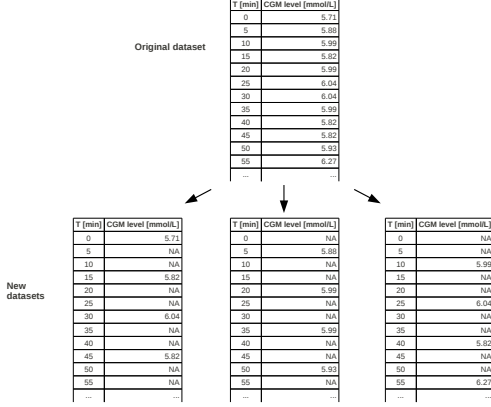 T [min] CGM level [mmol/L]
0 5.71
5 5.88
10 5.99
15 5.82
20 5.99
25 6.04
30 6.04
35 5.99
40 5.82
45 5.82
50 5.93
55 6.27
... ...
Original dataset
New
datasets
T [min] CGM level [mmol/L]
0 5.71
5 NA
10 NA
15 5.82
20 NA
25 NA
30 6.04
35 NA
40 NA
45 5.82
50 NA
55 NA
... ...
T [min] CGM level [mmol/L]
0 NA
5 5.88
10 NA
15 NA
20 5.99
25 NA
30 NA
35 5.99
40 NA
45 NA
50 5.93
55 NA
... ...
T [min] CGM level [mmol/L]
0 NA
5 NA
10 5.99
15 NA
20 NA
25 6.04
30 NA
35 NA
40 5.82
45 NA
50 NA
55 6.27
... ...